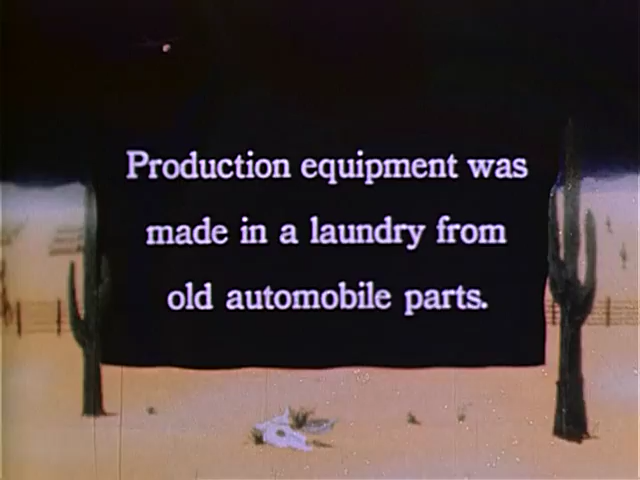 Production equipment was
made in a laundry from
old automobile parts.